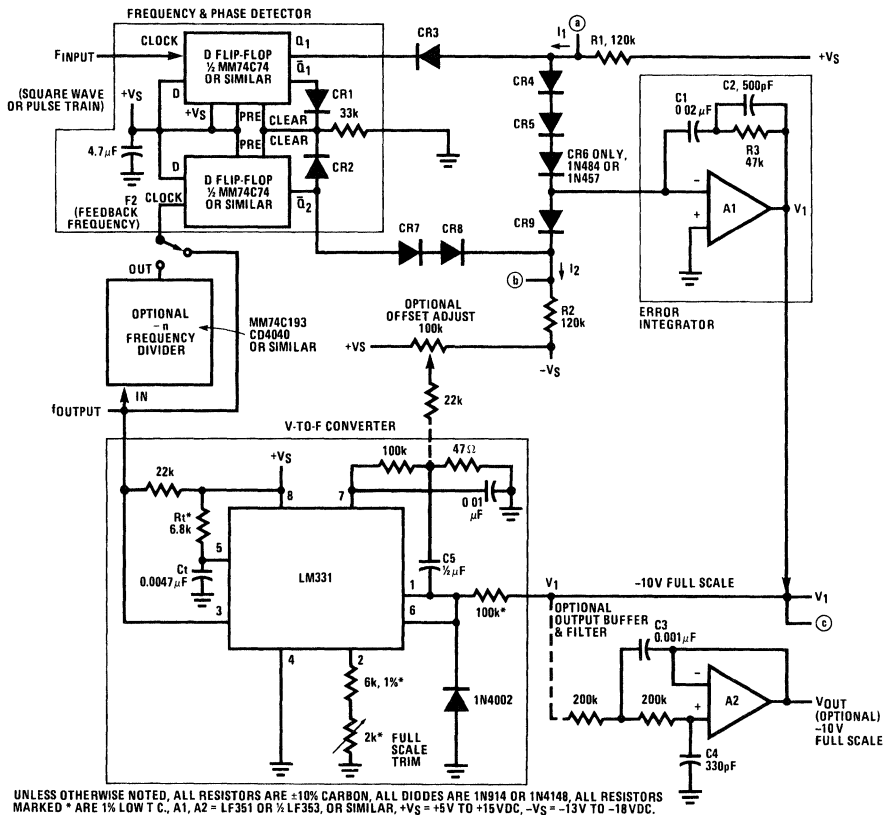 FREQUENCY & PHASE DETECTOR
FINPUT
CLOCK
D FLIP-FLOP
½ MM74C74
OR SIMILAR
Q1
Q̅1
CR3
I1
a
R1, 120k
+VS
(SQUARE WAVE
OR PULSE TRAIN)
+VS
D
+VS
PRE
CLEAR
CR1
33k
PRE
CLEAR
4.7µF
D
D FLIP-FLOP
½ MM74C74
OR SIMILAR
Q̅2
CR2
F2
(FEEDBACK
FREQUENCY)
CLOCK
CR4
CR5
CR6 ONLY,
1N484 OR
1N457
CR7
CR8
CR9
b
I2
R2
120k
-VS
C2, 500pF
C1
0 02µF
R3
47k
-
+
A1
V1
ERROR
INTEGRATOR
OUT
OPTIONAL
-n
FREQUENCY
DIVIDER
MM74C193
CD4040
OR SIMILAR
IN
fOUTPUT
OPTIONAL
OFFSET ADJUST
100k
+VS
22k
V-TO-F CONVERTER
22k
+VS
8
7
100k
47Ω
0 01
µF
Rt*
6.8k
5
Ct
0.0047µF
3
LM331
1
6
4
2
C5
½µF
100k*
6k, 1%*
2k*
FULL
SCALE
TRIM
1N4002
V1
-10V FULL SCALE
V1
c
OPTIONAL
OUTPUT BUFFER
& FILTER
C3
0.001µF
200k
200k
-
+
A2
C4
330pF
VOUT
(OPTIONAL)
-10V
FULL SCALE
UNLESS OTHERWISE NOTED, ALL RESISTORS ARE ±10% CARBON, ALL DIODES ARE 1N914 OR 1N4148, ALL RESISTORS
MARKED * ARE 1% LOW T C., A1, A2 = LF351 OR ½ LF353, OR SIMILAR, +VS = +5V TO +15VDC, -VS = -13V TO -18VDC.